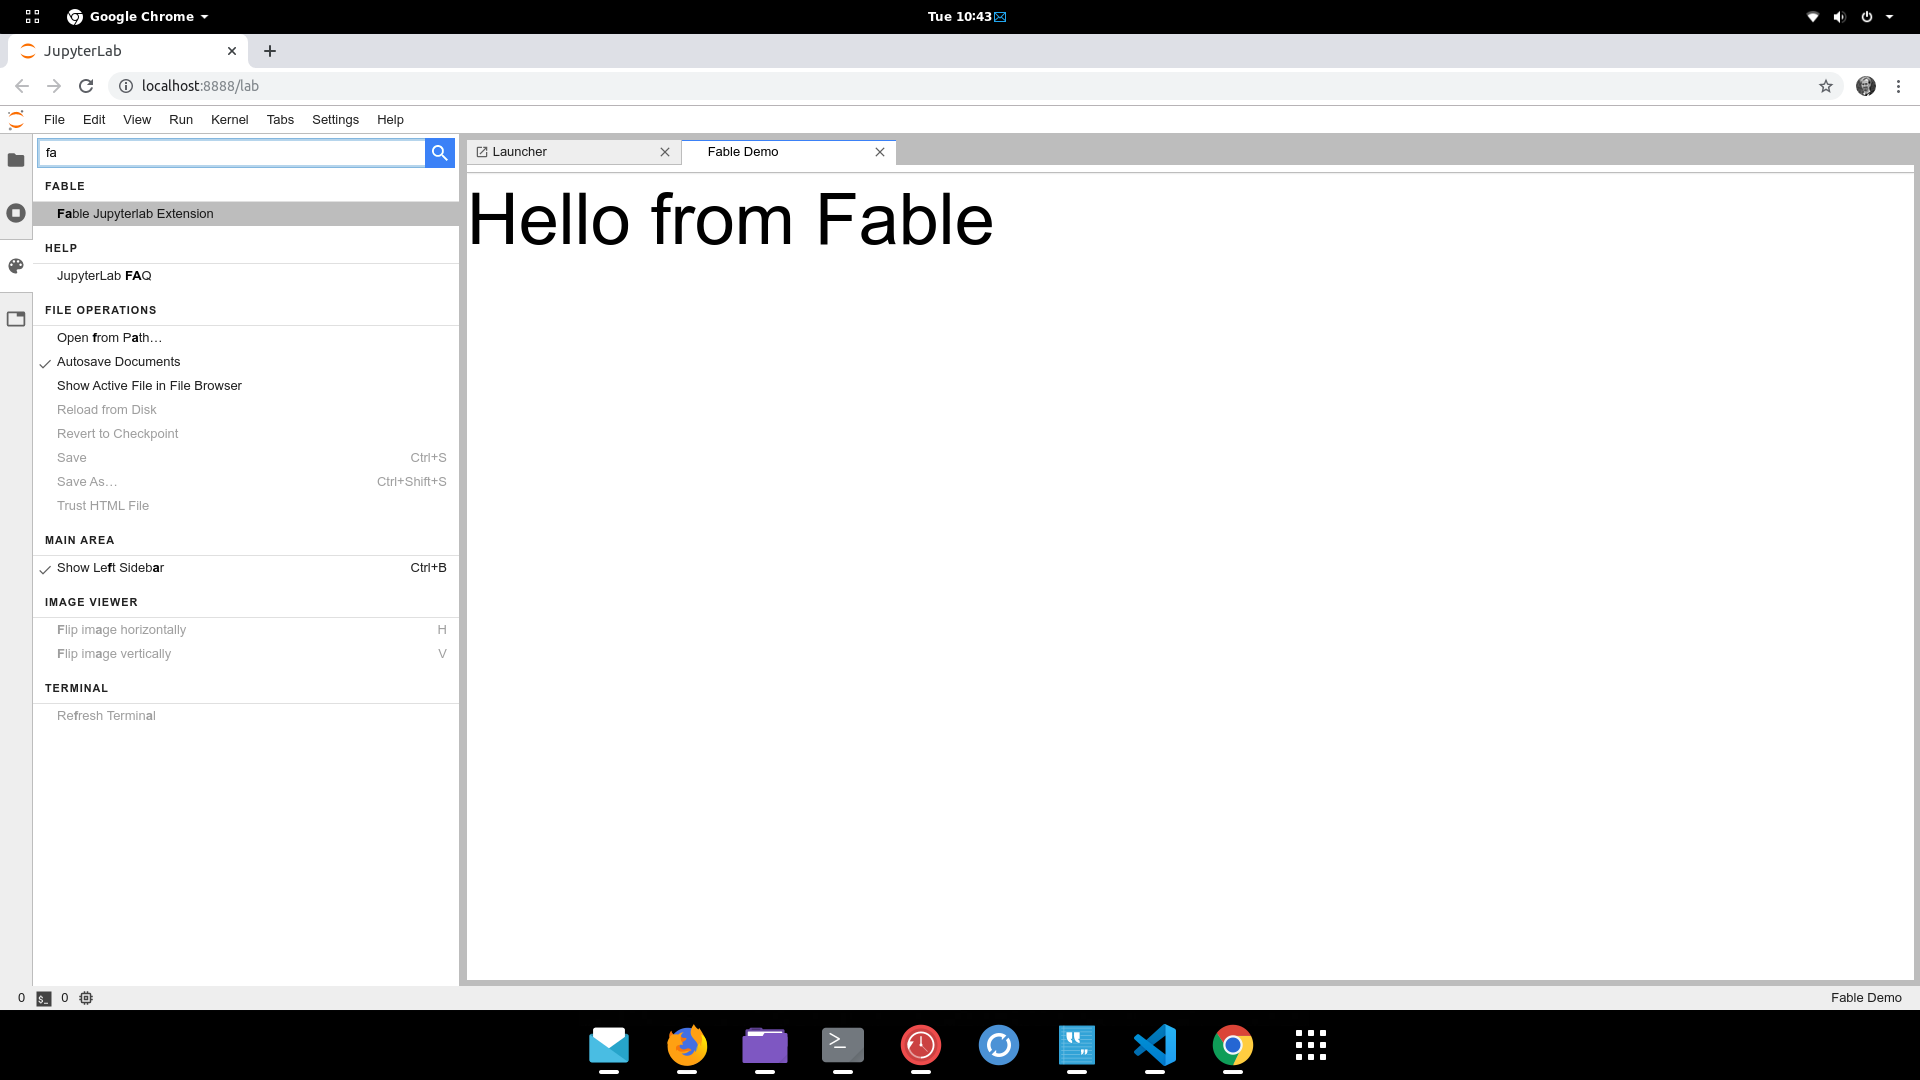 Google Chrome
Tue 10:43
JupyterLab
localhost:8888/lab
File Edit View Run Kernel Tabs Settings Help
fa
FABLE
Fable Jupyterlab Extension
HELP
JupyterLab FAQ
FILE OPERATIONS
Open from Path…
Autosave Documents
Show Active File in File Browser
Reload from Disk
Revert to Checkpoint
Save Ctrl+S
Save As… Ctrl+Shift+S
Trust HTML File
MAIN AREA
Show Left Sidebar Ctrl+B
IMAGE VIEWER
Flip image horizontally H
Flip image vertically V
TERMINAL
Refresh Terminal
Launcher
Fable Demo
Hello from Fable
0 $_ 0
Fable Demo